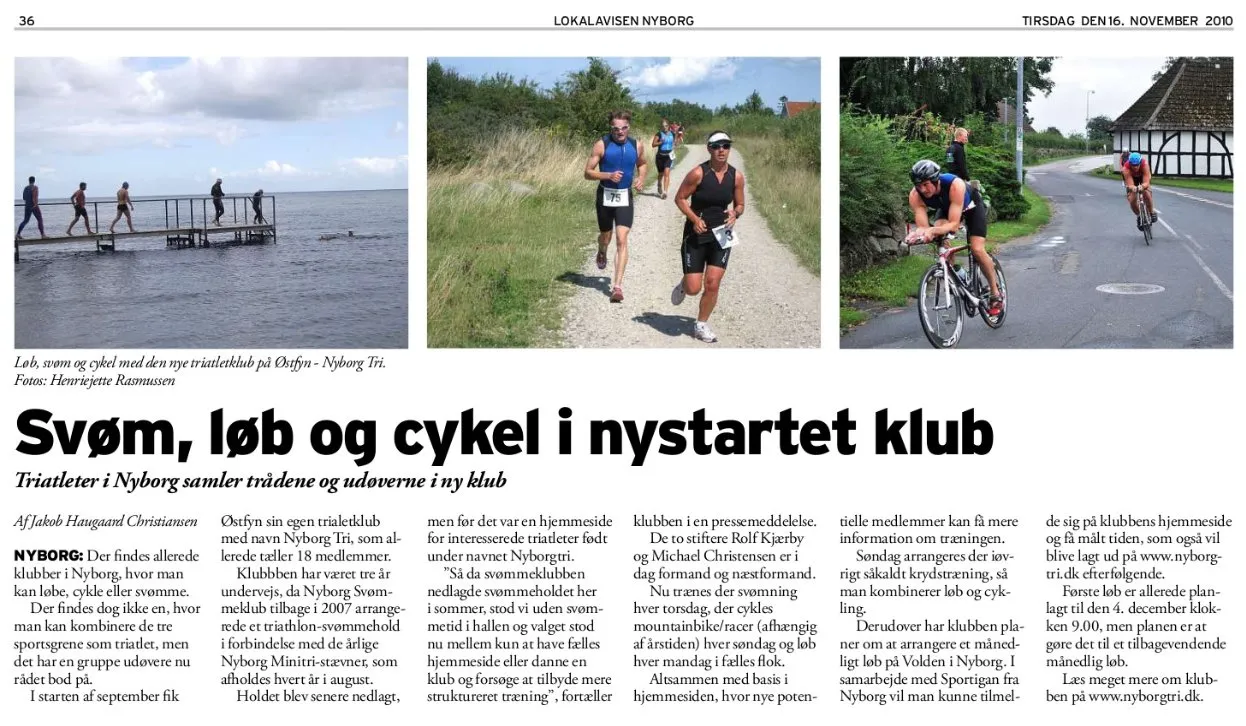 36
LOKALAVISEN NYBORG
TIRSDAG DEN 16. NOVEMBER 2010
75
3
Løb, svøm og cykel med den nye triatletklub på Østfyn - Nyborg Tri.
Fotos: Henriejette Rasmussen
Svøm, løb og cykel i nystartet klub
Triatleter i Nyborg samler trådene og udøverne i ny klub
Af Jakob Haugaard Christiansen
NYBORG: Der findes allerede
klubber i Nyborg, hvor man
kan løbe, cykle eller svømme.
Der findes dog ikke en, hvor
man kan kombinere de tre
sportsgrene som triatlet, men
det har en gruppe udøvere nu
rådet bod på.
I starten af september fik
Østfyn sin egen trialetklub
med navn Nyborg Tri, som al-
lerede tæller 18 medlemmer.
Klubbben har været tre år
undervejs, da Nyborg Svøm-
meklub tilbage i 2007 arrange-
rede et triathlon-svømmehold
i forbindelse med de årlige
Nyborg Minitri-stævner, som
afholdes hvert år i august.
Holdet blev senere nedlagt,
men før det var en hjemmeside
for interesserede triatleter født
under navnet Nyborgtri.
"Så da svømmeklubben
nedlagde svømmeholdet her
i sommer, stod vi uden svøm-
metid i hallen og valget stod
nu mellem kun at have fælles
hjemmeside eller danne en
klub og forsøge at tilbyde mere
struktureret træning", fortæller
klubben i en pressemeddelelse.
De to stiftere Rolf Kjærby
og Michael Christensen er i
dag formand og næstformand.
Nu trænes der svømning
hver torsdag, der cykles
mountainbike/racer (afhængig
af årstiden) hver søndag og løb
hver mandag i fælles flok.
Altsammen med basis i
hjemmesiden, hvor nye poten-
tielle medlemmer kan få mere
information om træningen.
Søndag arrangeres der iøv-
rigt såkaldt krydstræning, så
man kombinerer løb og cyk-
ling.
Derudover har klubben pla-
ner om at arrangere et måned-
ligt løb på Volden i Nyborg. I
samarbejde med Sportigan fra
Nyborg vil man kunne tilmel-
de sig på klubbens hjemmeside
og få målt tiden, som også vil
blive lagt ud på www.nyborg-
tri.dk efterfølgende.
Første løb er allerede plan-
lagt til den 4. december klok-
ken 9.00, men planen er at
gøre det til et tilbagevendende
månedlig løb.
Læs meget mere om klub-
ben på www.nyborgtri.dk.